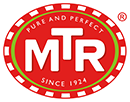 PURE AND PERFECT
MTR
SINCE 1924
®